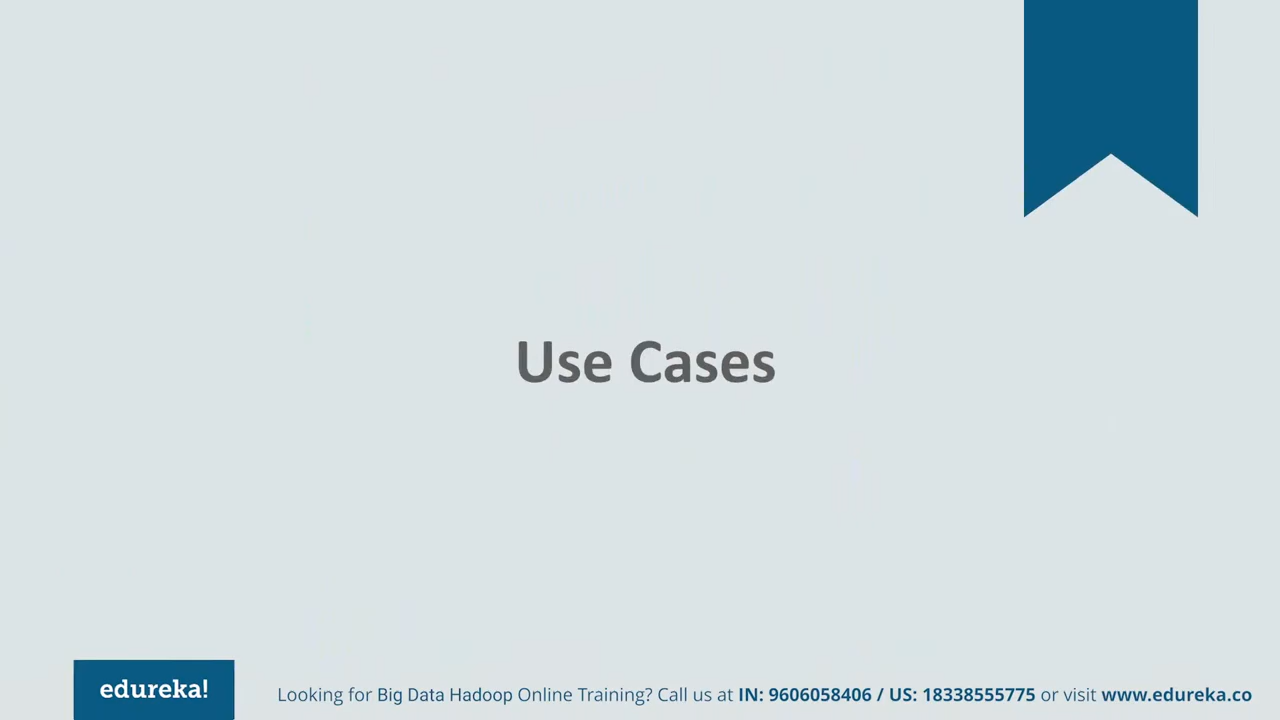 Use Cases
edureka!
Looking for Big Data Hadoop Online Training? Call us at IN: 9606058406 / US: 18338555775 or visit www.edureka.co